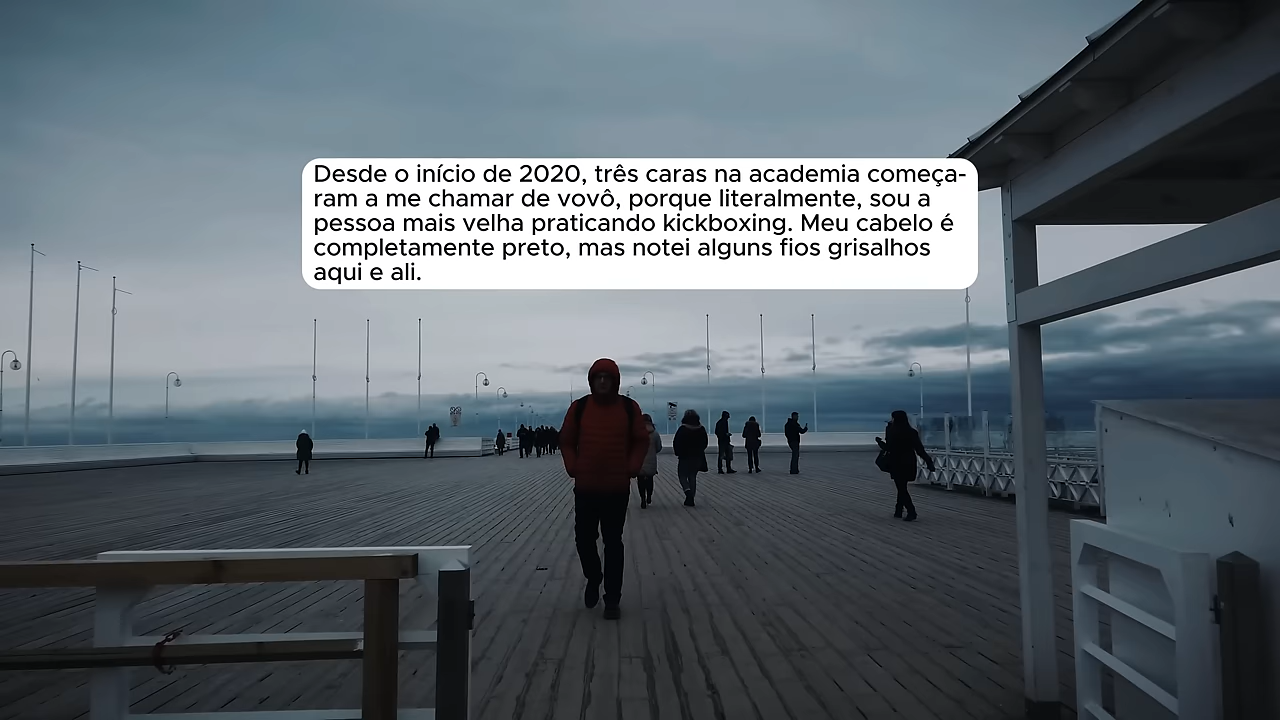 Desde o início de 2020, três caras na academia começa-
ram a me chamar de vovô, porque literalmente, sou a
pessoa mais velha praticando kickboxing. Meu cabelo é
completamente preto, mas notei alguns fios grisalhos
aqui e ali.